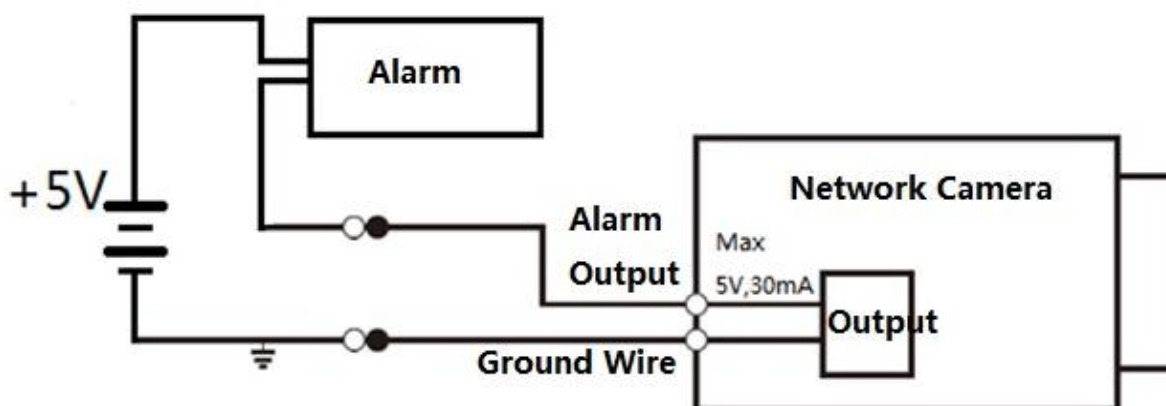 Alarm
+5V
Network Camera
Alarm
Output
Max
5V,30mA
Output
Ground Wire